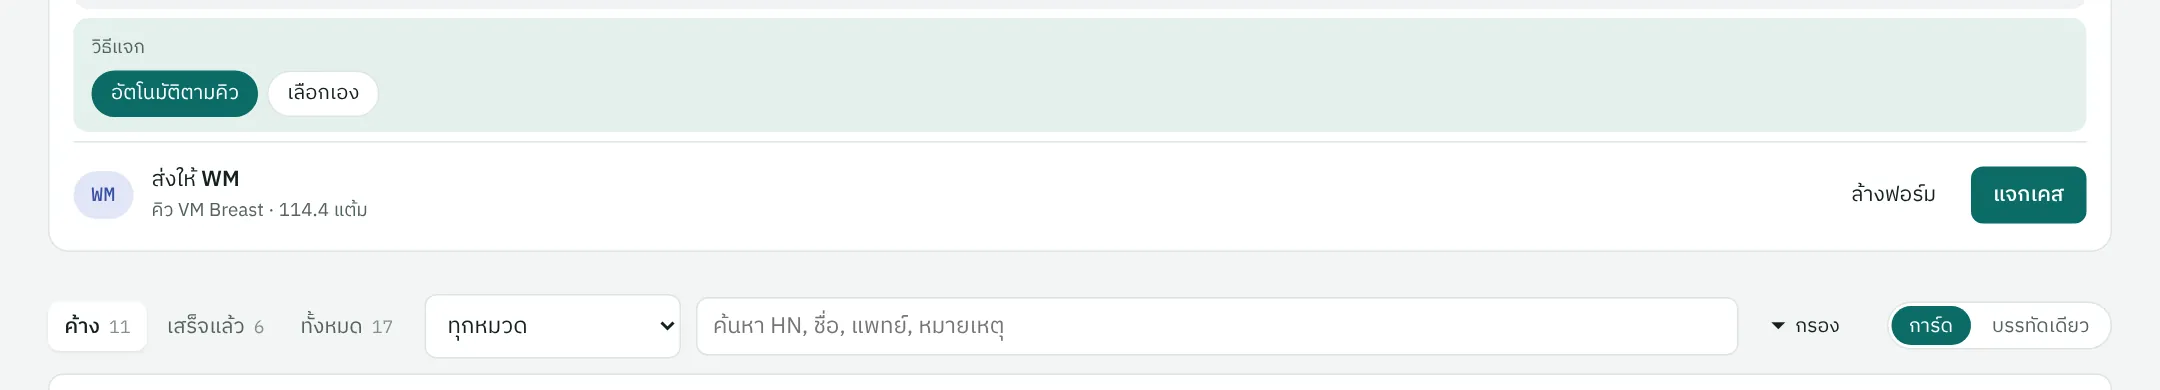 วิธีแจก
อัตโนมัติตามคิว เลือกเอง
WM ส่งให้ WM
คิว VM Breast · 114.4 แต้ม
ล้างฟอร์ม แจกเคส
ค้าง 11 เสร็จแล้ว 6 ทั้งหมด 17 ทุกหมวด ค้นหา HN, ชื่อ, แพทย์, หมายเหตุ กรอง การ์ด บรรทัดเดียว